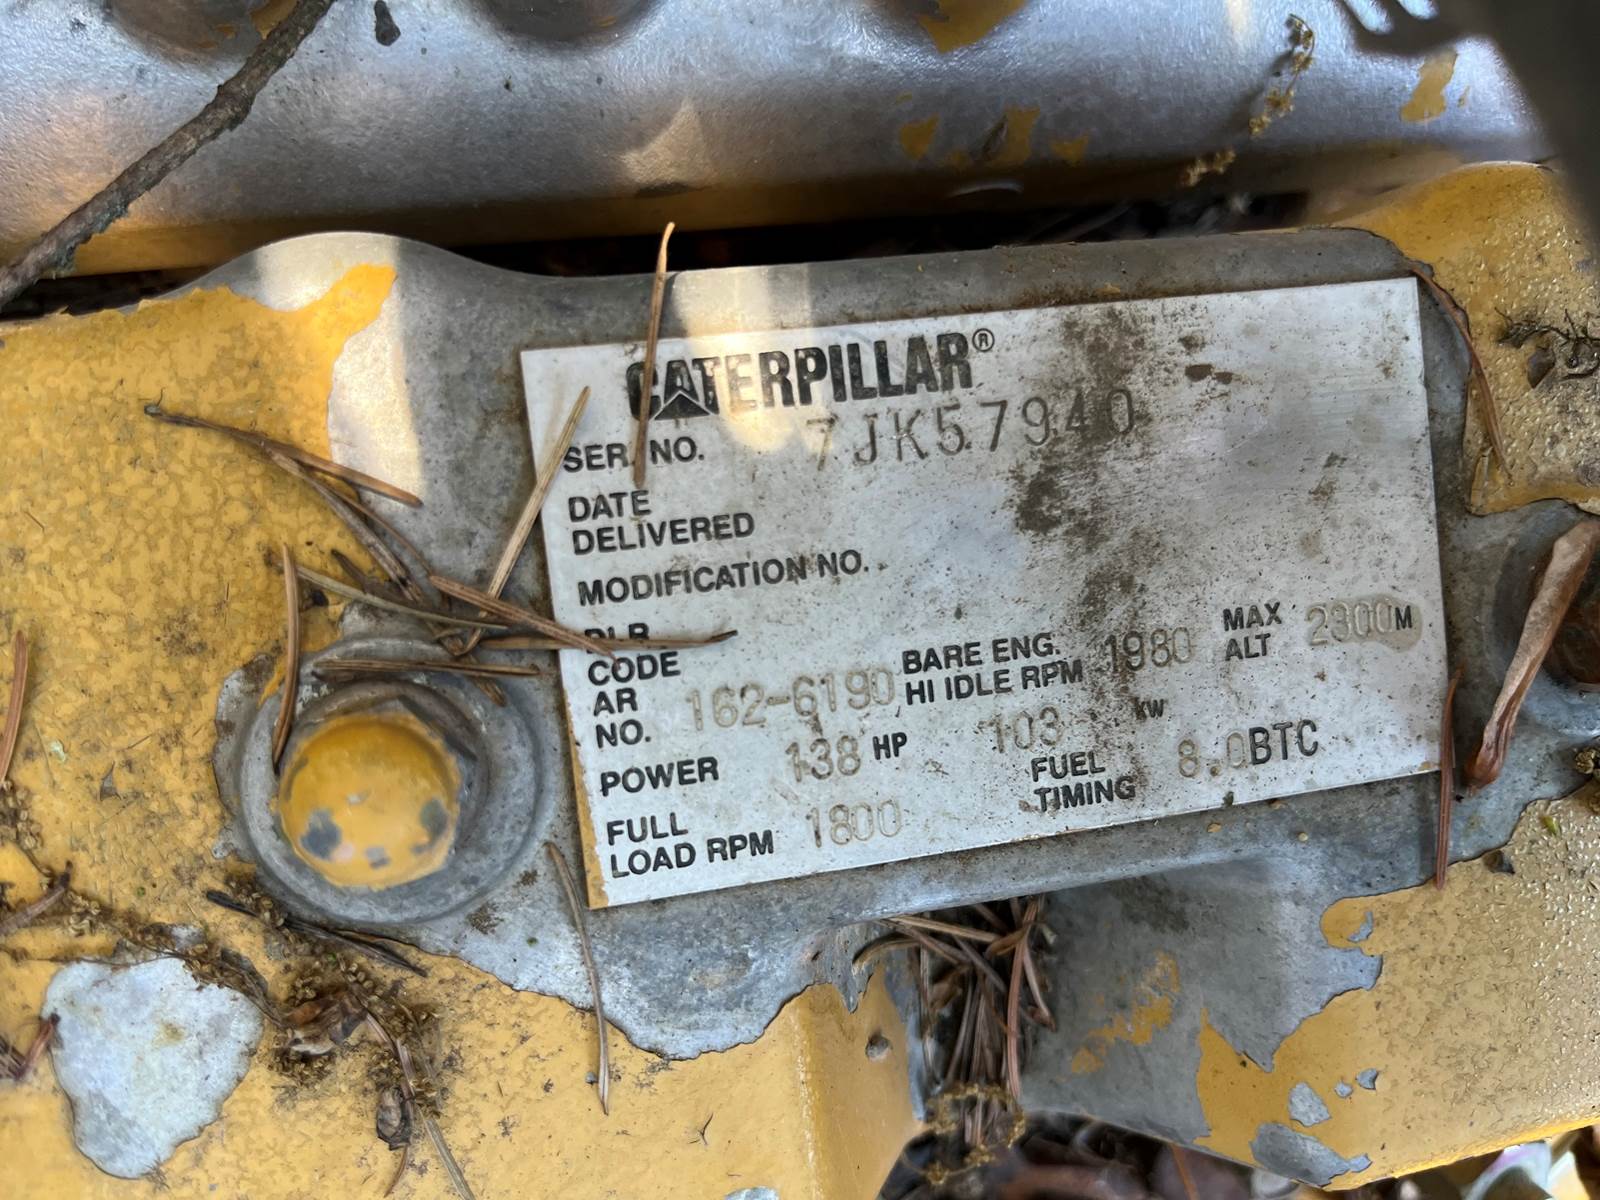 CATERPILLAR®
SER. NO. 7JK57940
DATE
DELIVERED
MODIFICATION NO.
DLR
CODE
AR
NO. 162-6190
BARE ENG.
HI IDLE RPM 1980
MAX
ALT 2300M
POWER 138 HP 103 KW
FULL
LOAD RPM 1800
FUEL
TIMING 8.0BTC